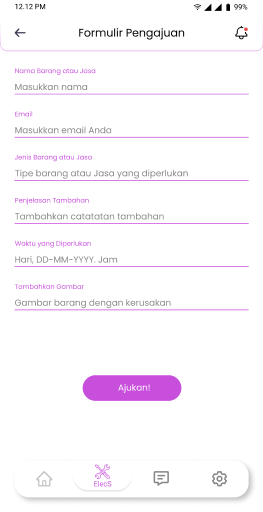 12.12 PM
99%
Formulir Pengajuan
Nama Barang atau Jasa
Masukkan nama
Email
Masukkan email Anda
Jenis Barang atau Jasa
Tipe barang atau Jasa yang diperlukan
Penjelasan Tambahan
Tambahkan catatatan tambahan
Waktu yang Diperlukan
Hari, DD-MM-YYYY. Jam
Tambahkan Gambar
Gambar barang dengan kerusakan
Ajukan!
ElecS